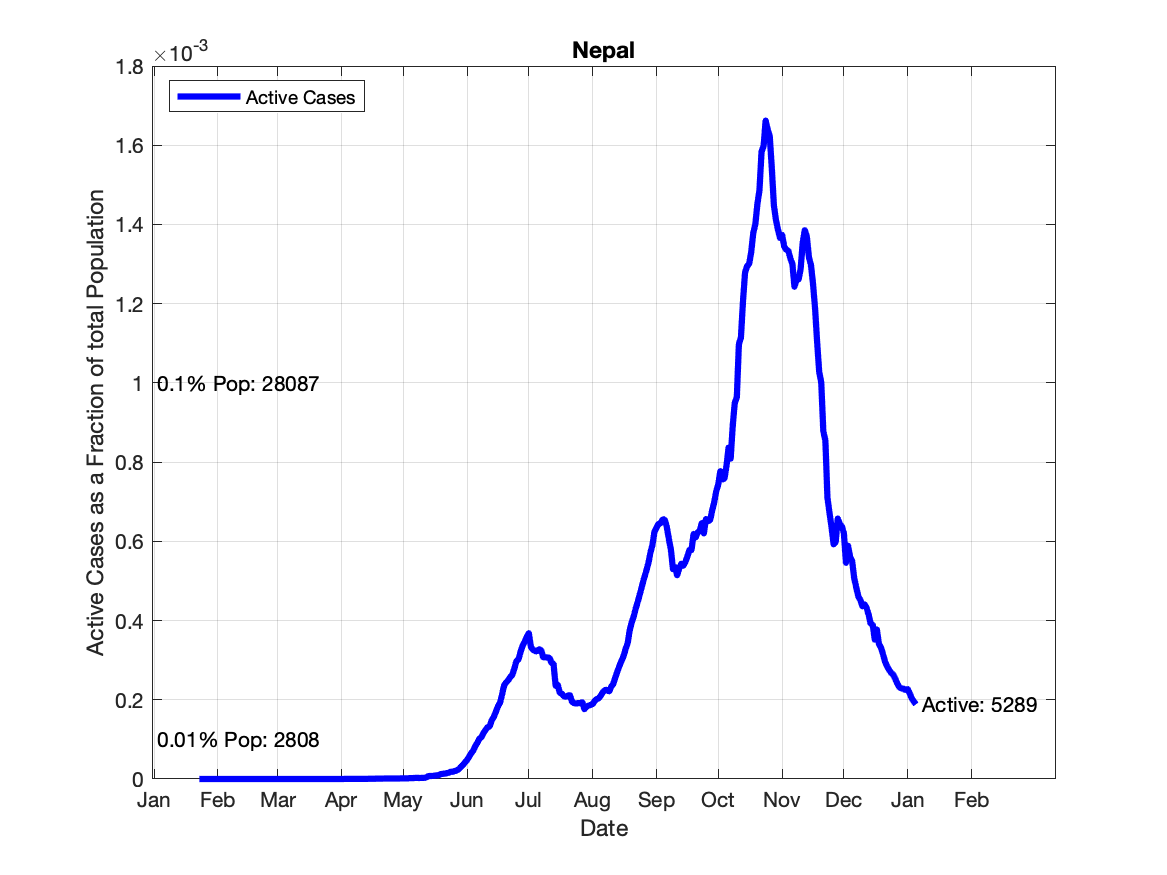 Nepal
×10-3
1.8
1.6
1.4
1.2
1
0.8
0.6
0.4
0.2
0
Active Cases as a Fraction of total Population
Active Cases
0.1% Pop: 28087
0.01% Pop: 2808
Active: 5289
Jan Feb Mar Apr May Jun Jul Aug Sep Oct Nov Dec Jan Feb
Date